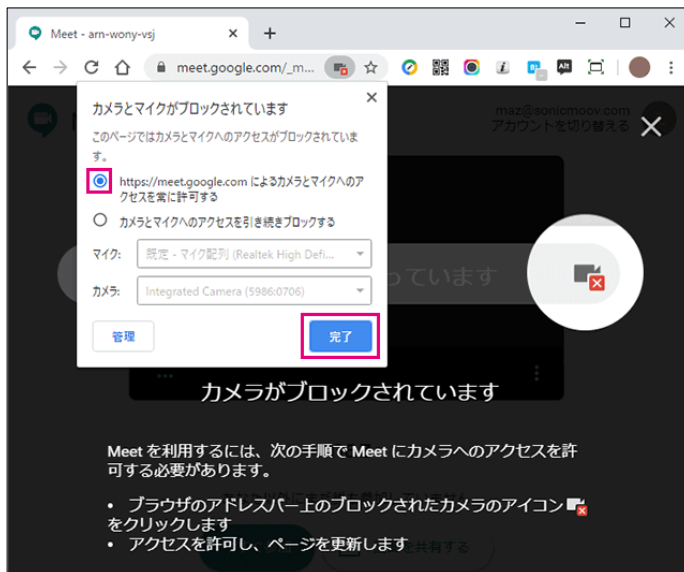 Meet - arn-wony-vsj
meet.google.com/_m...
カメラとマイクがブロックされています
このページではカメラとマイクへのアクセスがブロックされていま
す。
https://meet.google.com によるカメラとマイクへのア
クセスを常に許可する
カメラとマイクへのアクセスを引き続きブロックする
マイク: 既定 - マイク配列 (Realtek High Defi...
カメラ: Integrated Camera (5986:0706)
管理 完了
maz@sonicmoov.com
アカウントを切り替える
っています
カメラがブロックされています
Meet を利用するには、次の手順で Meet にカメラへのアクセスを許
可する必要があります。
• ブラウザのアドレスバー上のブロックされたカメラのアイコン
をクリックします
• アクセスを許可し、ページを更新します
を共有する